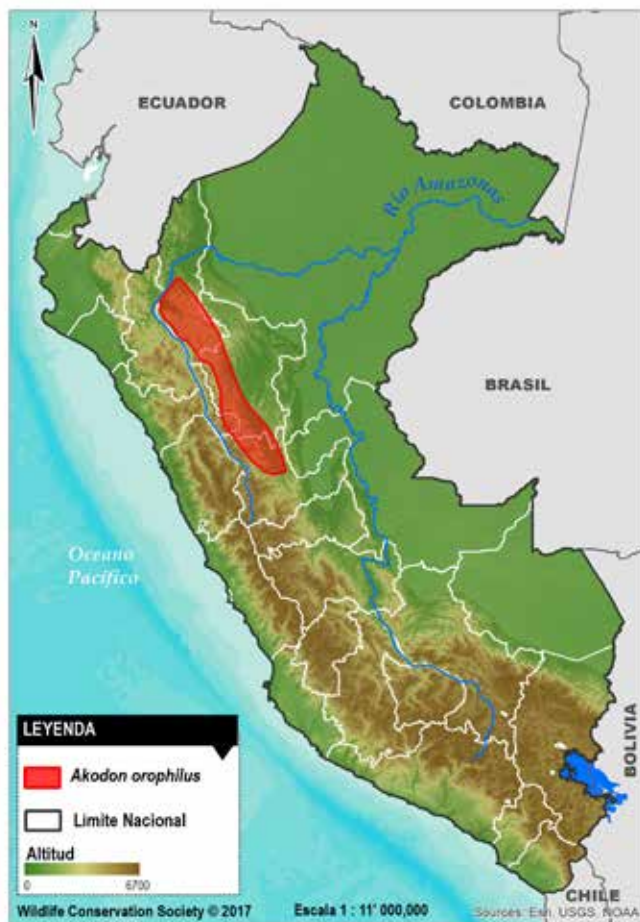 N
ECUADOR
COLOMBIA
Río Amazonas
BRASIL
Oceano
Pacífico
BOLIVIA
LEYENDA
Akodon orophilus
Limite Nacional
Altitud
0
6700
CHILE
Wildlife Conservation Society © 2017
Escala 1 : 11' 000,000
Sources: Esri, USGS, NOAA